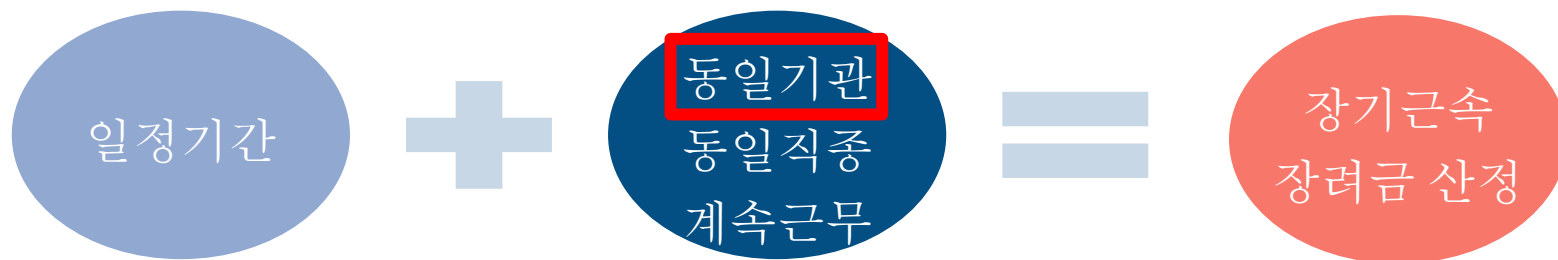 일정기간
동일기관
동일직종
계속근무
장기근속
장려금 산정